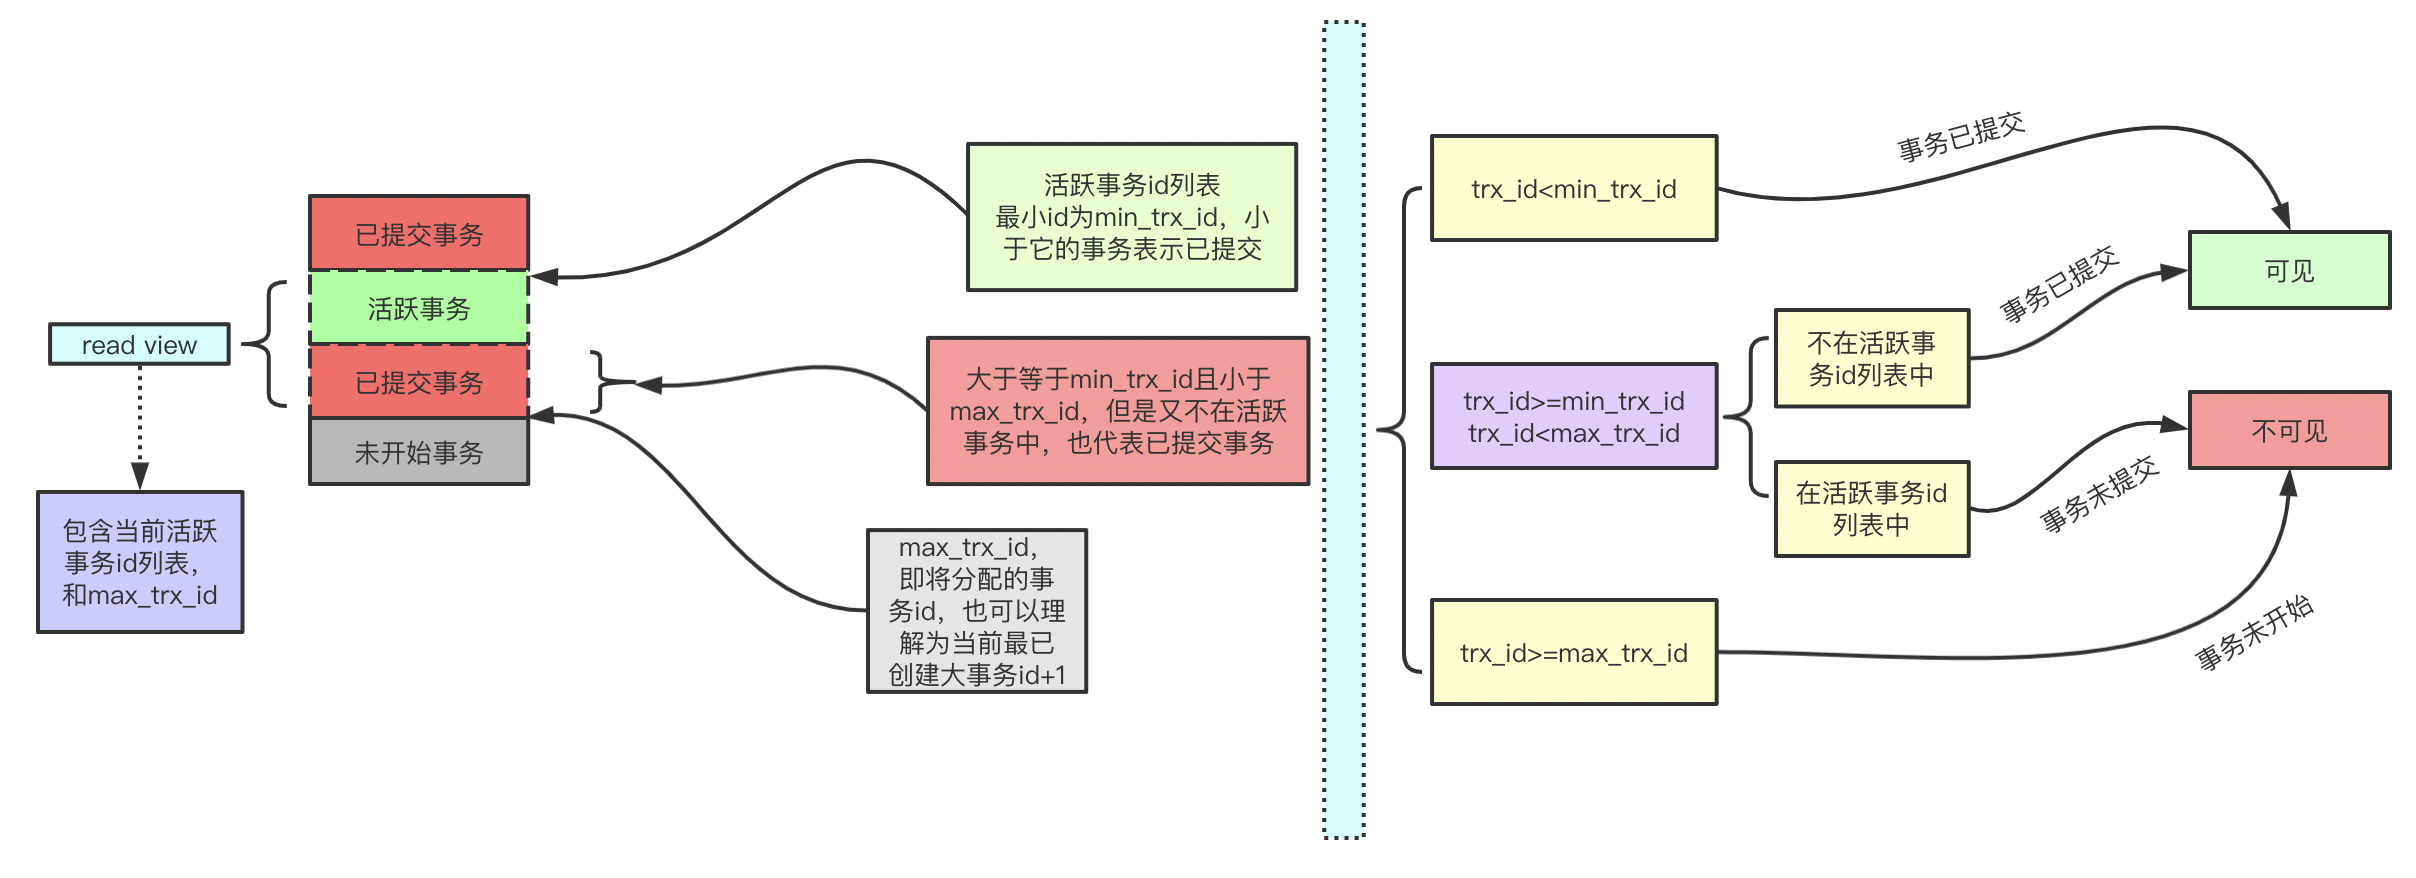 read view
包含当前活跃
事务id列表，
和max_trx_id
已提交事务
活跃事务
已提交事务
未开始事务
活跃事务id列表
最小id为min_trx_id，小
于它的事务表示已提交
大于等于min_trx_id且小于
max_trx_id，但是又不在活跃
事务中，也代表已提交事务
max_trx_id，
即将分配的事
务id，也可以理
解为当前最已
创建大事务id+1
trx_id<min_trx_id
事务已提交
可见
trx_id>=min_trx_id
trx_id<max_trx_id
不在活跃事
务id列表中
事务已提交
在活跃事务id
列表中
事务未提交
不可见
trx_id>=max_trx_id
事务未开始